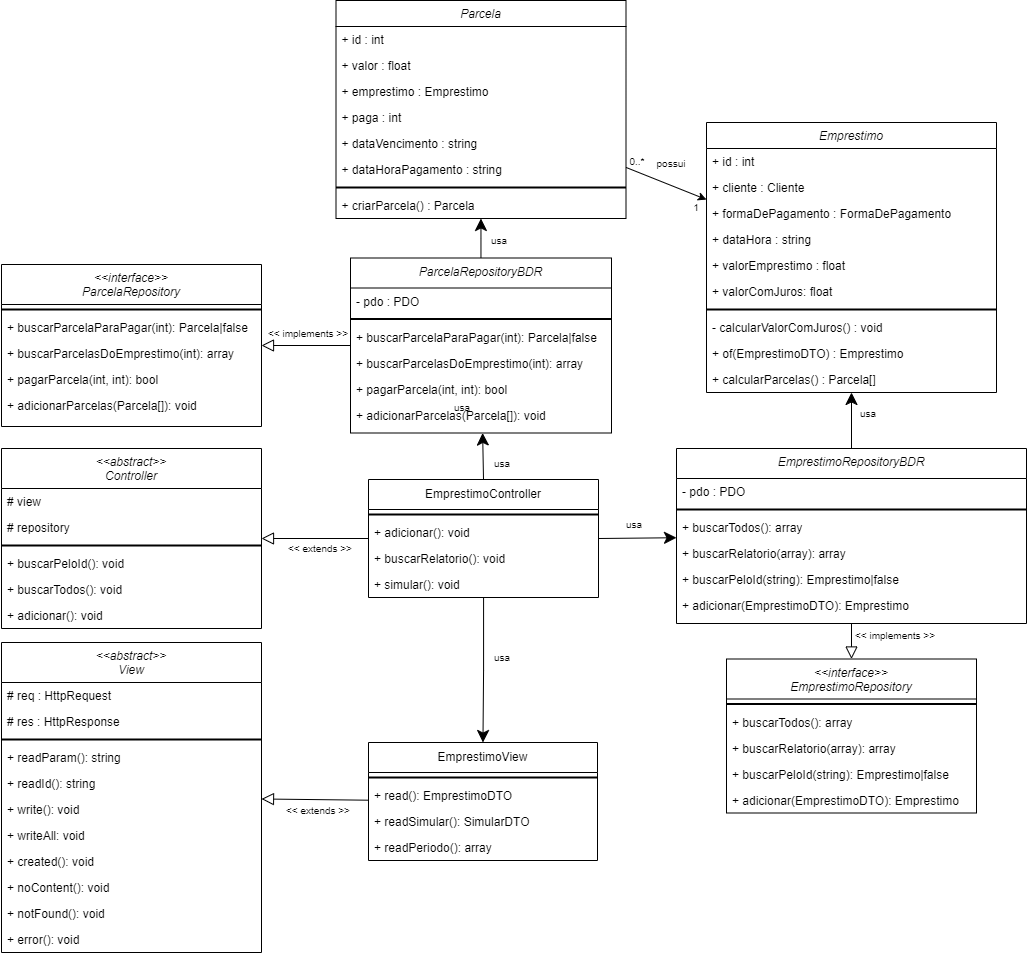 Parcela
+ id : int
+ valor : float
+ emprestimo : Emprestimo
+ paga : int
+ dataVencimento : string
+ dataHoraPagamento : string
+ criarParcela() : Parcela
0..*
possui
1
Emprestimo
+ id : int
+ cliente : Cliente
+ formaDePagamento : FormaDePagamento
+ dataHora : string
+ valorEmprestimo : float
+ valorComJuros: float
- calcularValorComJuros() : void
+ of(EmprestimoDTO) : Emprestimo
+ calcularParcelas() : Parcela[]
usa
<<interface>>
ParcelaRepository
+ buscarParcelaParaPagar(int): Parcela|false
+ buscarParcelasDoEmprestimo(int): array
+ pagarParcela(int, int): bool
+ adicionarParcelas(Parcela[]): void
<< implements >>
ParcelaRepositoryBDR
- pdo : PDO
+ buscarParcelaParaPagar(int): Parcela|false
+ buscarParcelasDoEmprestimo(int): array
+ pagarParcela(int, int): bool
usa
+ adicionarParcelas(Parcela[]): void
usa
usa
<<abstract>>
Controller
# view
# repository
+ buscarPeloId(): void
+ buscarTodos(): void
+ adicionar(): void
<< extends >>
EmprestimoController
+ adicionar(): void
+ buscarRelatorio(): void
+ simular(): void
usa
EmprestimoRepositoryBDR
- pdo : PDO
+ buscarTodos(): array
+ buscarRelatorio(array): array
+ buscarPeloId(string): Emprestimo|false
+ adicionar(EmprestimoDTO): Emprestimo
<< implements >>
<<interface>>
EmprestimoRepository
+ buscarTodos(): array
+ buscarRelatorio(array): array
+ buscarPeloId(string): Emprestimo|false
+ adicionar(EmprestimoDTO): Emprestimo
usa
<<abstract>>
View
# req : HttpRequest
# res : HttpResponse
+ readParam(): string
+ readId(): string
+ write(): void
+ writeAll: void
+ created(): void
+ noContent(): void
+ notFound(): void
+ error(): void
<< extends >>
EmprestimoView
+ read(): EmprestimoDTO
+ readSimular(): SimularDTO
+ readPeriodo(): array